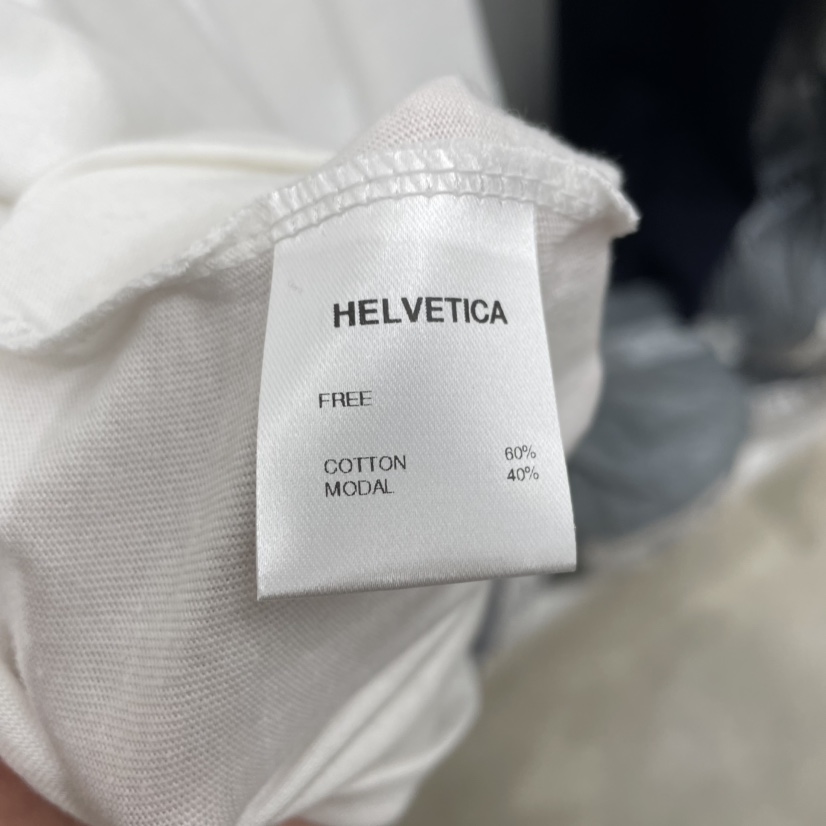 HELVETICA
FREE
COTTON 60%
MODAL 40%